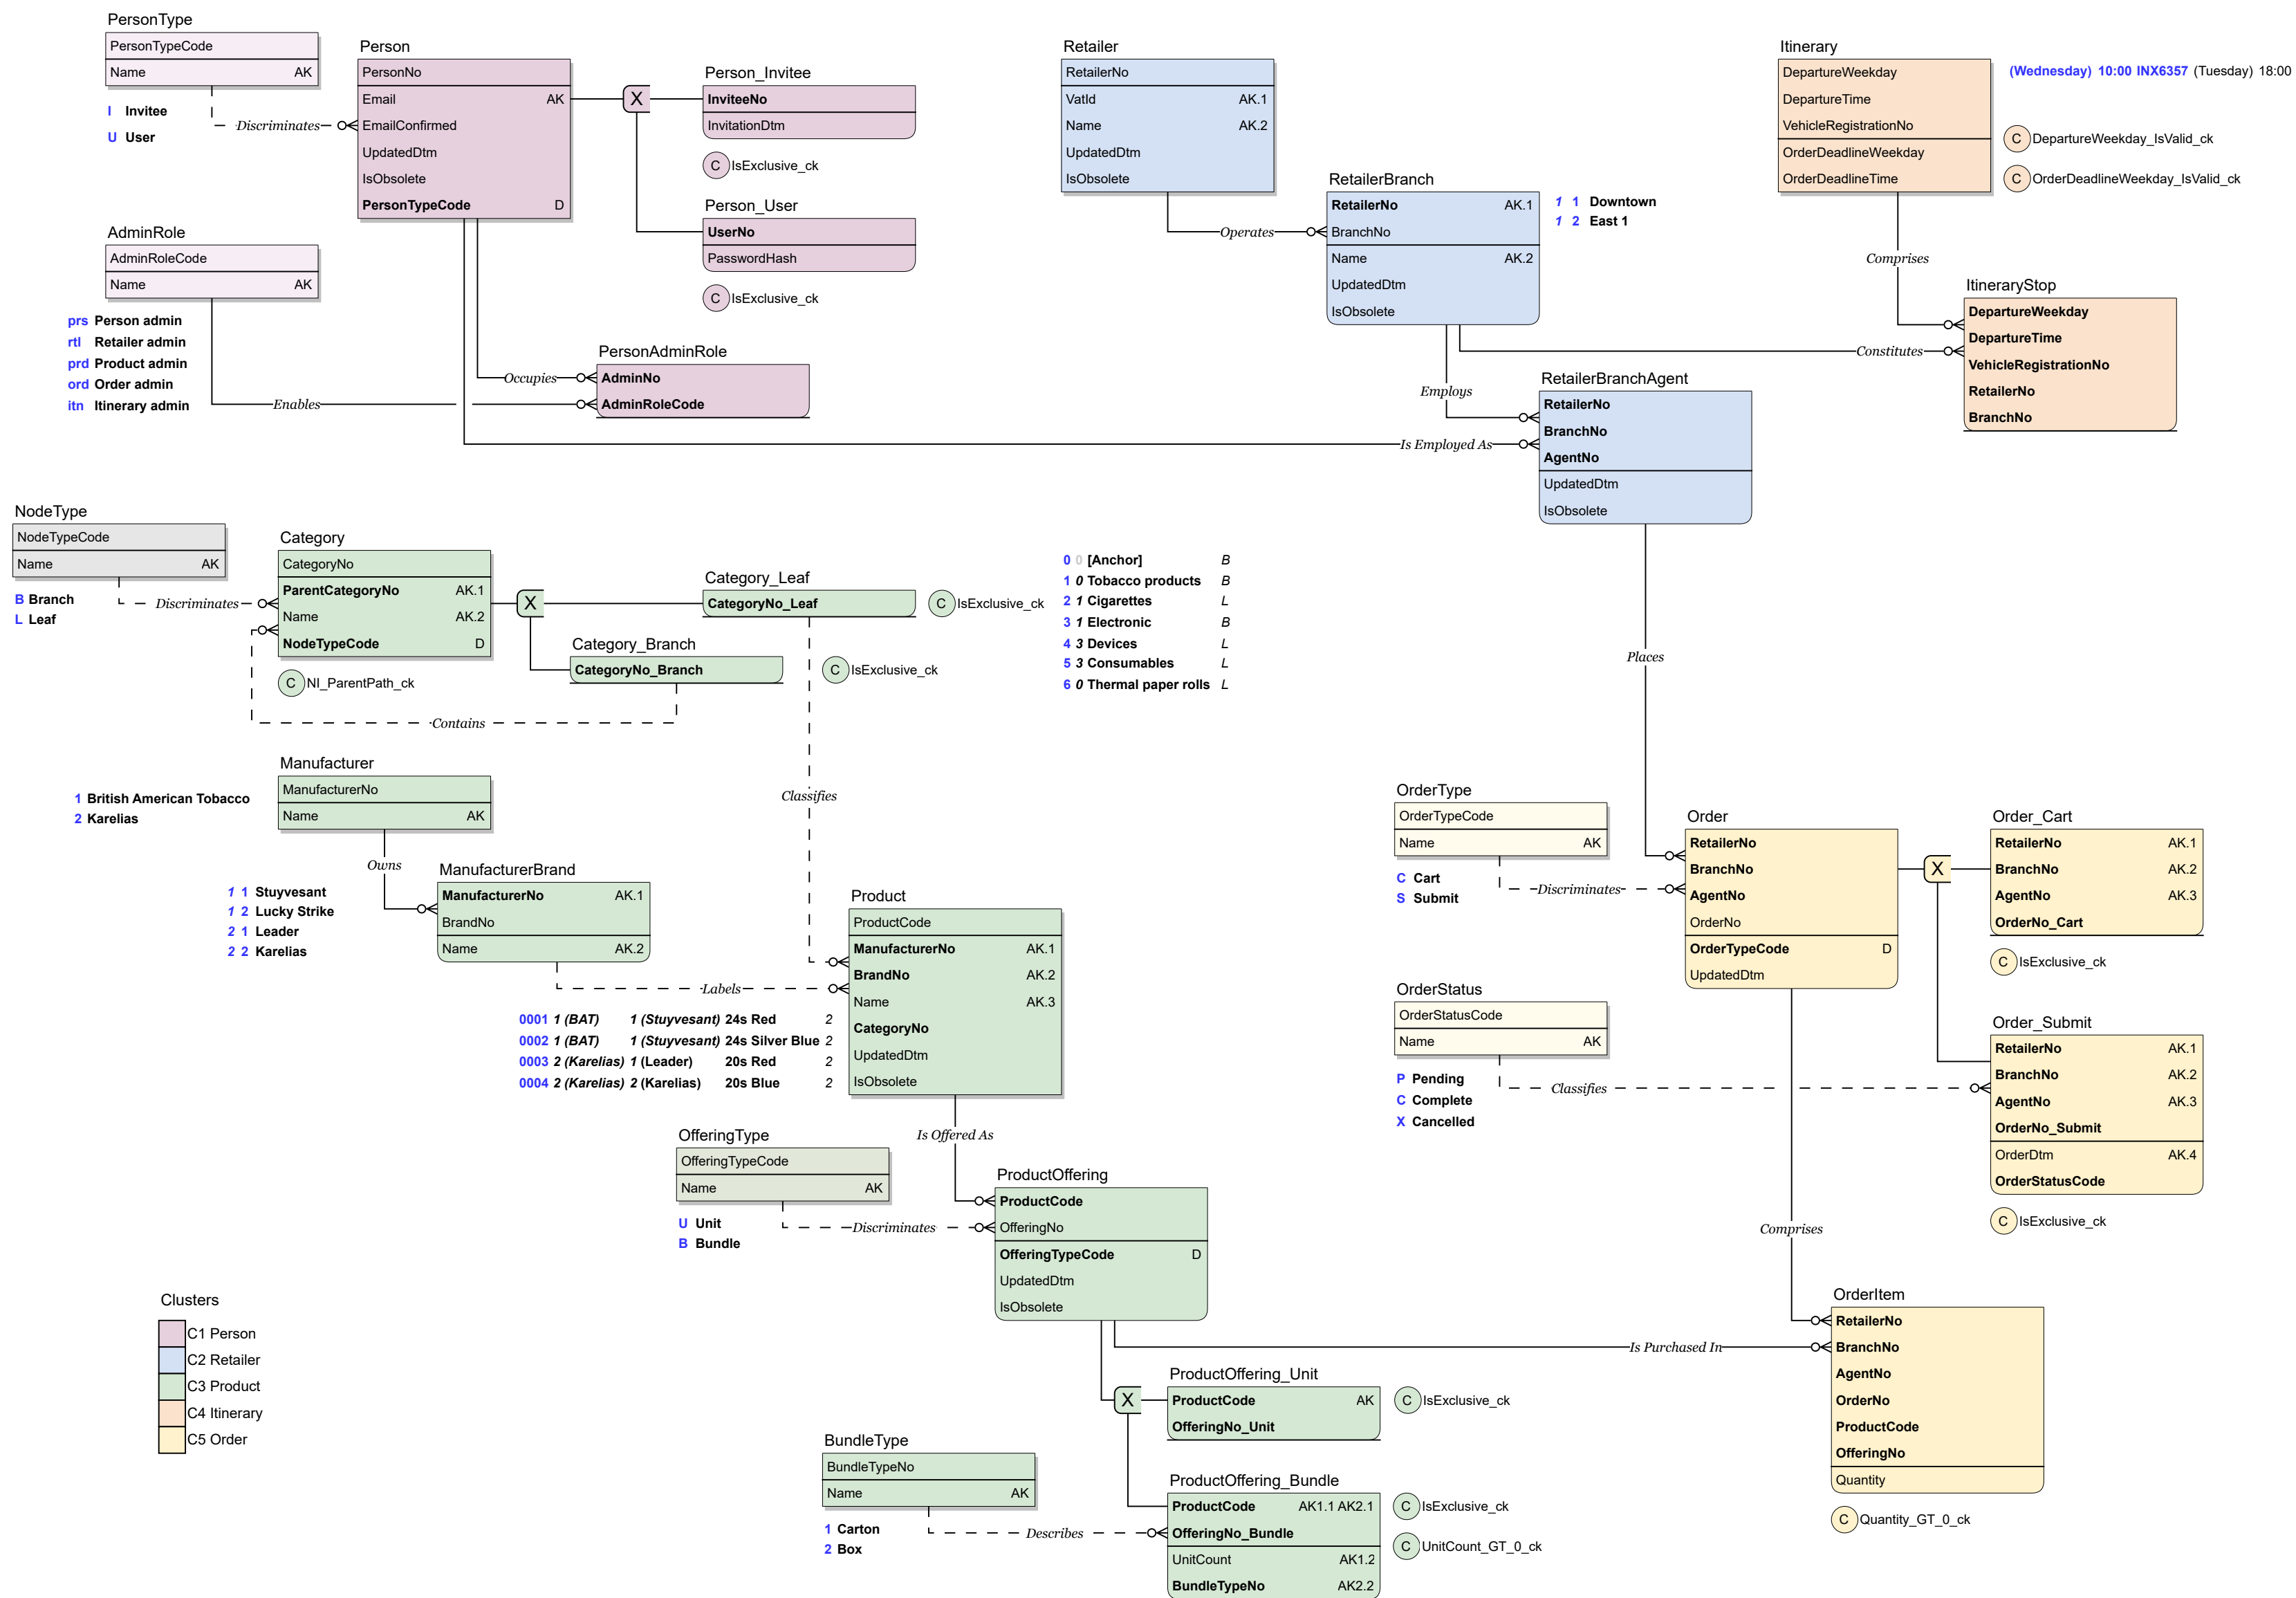 PersonType
PersonTypeCode
Name AK
I Invitee
U User
Discriminates
Person
PersonNo
Email AK
EmailConfirmed
UpdatedDtm
IsObsolete
PersonTypeCode D
X
Person_Invitee
InviteeNo
InvitationDtm
C IsExclusive_ck
Person_User
UserNo
PasswordHash
C IsExclusive_ck
AdminRole
AdminRoleCode
Name AK
prs Person admin
rtl Retailer admin
prd Product admin
ord Order admin
itn Itinerary admin
Enables
Occupies
PersonAdminRole
AdminNo
AdminRoleCode
Retailer
RetailerNo
VatId AK.1
Name AK.2
UpdatedDtm
IsObsolete
Operates
RetailerBranch
RetailerNo AK.1
BranchNo
Name AK.2
UpdatedDtm
IsObsolete
1 1 Downtown
1 2 East 1
Itinerary
DepartureWeekday
DepartureTime
VehicleRegistrationNo
OrderDeadlineWeekday
OrderDeadlineTime
(Wednesday) 10:00 INX6357 (Tuesday) 18:00
C DepartureWeekday_IsValid_ck
C OrderDeadlineWeekday_IsValid_ck
Comprises
ItineraryStop
DepartureWeekday
DepartureTime
VehicleRegistrationNo
RetailerNo
BranchNo
Constitutes
Employs
Is Employed As
RetailerBranchAgent
RetailerNo
BranchNo
AgentNo
UpdatedDtm
IsObsolete
Places
NodeType
NodeTypeCode
Name AK
B Branch
L Leaf
Discriminates
Category
CategoryNo
ParentCategoryNo AK.1
Name AK.2
NodeTypeCode D
C NI_ParentPath_ck
X
Category_Leaf
CategoryNo_Leaf
C IsExclusive_ck
Category_Branch
CategoryNo_Branch
C IsExclusive_ck
Contains
0 0 [Anchor] B
1 0 Tobacco products B
2 1 Cigarettes L
3 1 Electronic B
4 3 Devices L
5 3 Consumables L
6 0 Thermal paper rolls L
Classifies
Manufacturer
ManufacturerNo
Name AK
1 British American Tobacco
2 Karelias
Owns
ManufacturerBrand
ManufacturerNo AK.1
BrandNo
Name AK.2
1 1 Stuyvesant
1 2 Lucky Strike
2 1 Leader
2 2 Karelias
Labels
Product
ProductCode
ManufacturerNo AK.1
BrandNo AK.2
Name AK.3
CategoryNo
UpdatedDtm
IsObsolete
0001 1 (BAT) 1 (Stuyvesant) 24s Red 2
0002 1 (BAT) 1 (Stuyvesant) 24s Silver Blue 2
0003 2 (Karelias) 1 (Leader) 20s Red 2
0004 2 (Karelias) 2 (Karelias) 20s Blue 2
Is Offered As
OfferingType
OfferingTypeCode
Name AK
U Unit
B Bundle
Discriminates
ProductOffering
ProductCode
OfferingNo
OfferingTypeCode D
UpdatedDtm
IsObsolete
Is Purchased In
X
ProductOffering_Unit
ProductCode AK
OfferingNo_Unit
C IsExclusive_ck
BundleType
BundleTypeNo
Name AK
1 Carton
2 Box
Describes
ProductOffering_Bundle
ProductCode AK1.1 AK2.1
OfferingNo_Bundle
UnitCount AK1.2
BundleTypeNo AK2.2
C IsExclusive_ck
C UnitCount_GT_0_ck
OrderType
OrderTypeCode
Name AK
C Cart
S Submit
Discriminates
Order
RetailerNo
BranchNo
AgentNo
OrderNo
OrderTypeCode D
UpdatedDtm
X
Order_Cart
RetailerNo AK.1
BranchNo AK.2
AgentNo AK.3
OrderNo_Cart
C IsExclusive_ck
OrderStatus
OrderStatusCode
Name AK
P Pending
C Complete
X Cancelled
Classifies
Order_Submit
RetailerNo AK.1
BranchNo AK.2
AgentNo AK.3
OrderNo_Submit
OrderDtm AK.4
OrderStatusCode
C IsExclusive_ck
Comprises
OrderItem
RetailerNo
BranchNo
AgentNo
OrderNo
ProductCode
OfferingNo
Quantity
C Quantity_GT_0_ck
Clusters
C1 Person
C2 Retailer
C3 Product
C4 Itinerary
C5 Order